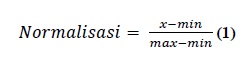 Normalisasi = x−min / max−min (1)